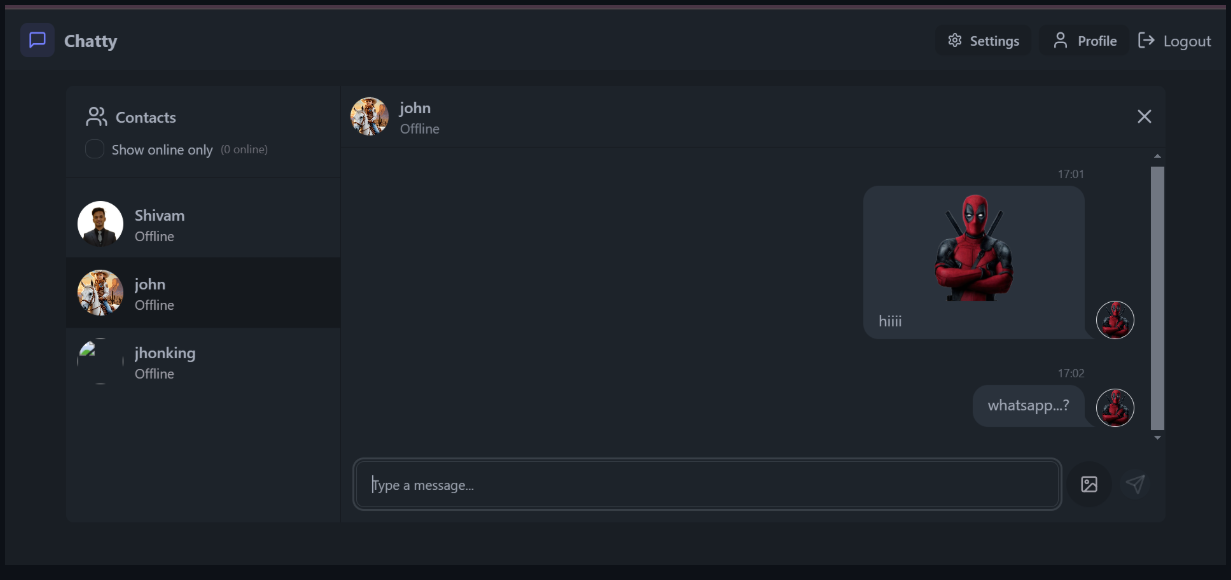 Chatty
Settings
Profile
Logout
Contacts
Show online only (0 online)
Shivam
Offline
john
Offline
jhonking
Offline
john
Offline
17:01
hiiii
17:02
whatsapp...?
Type a message...